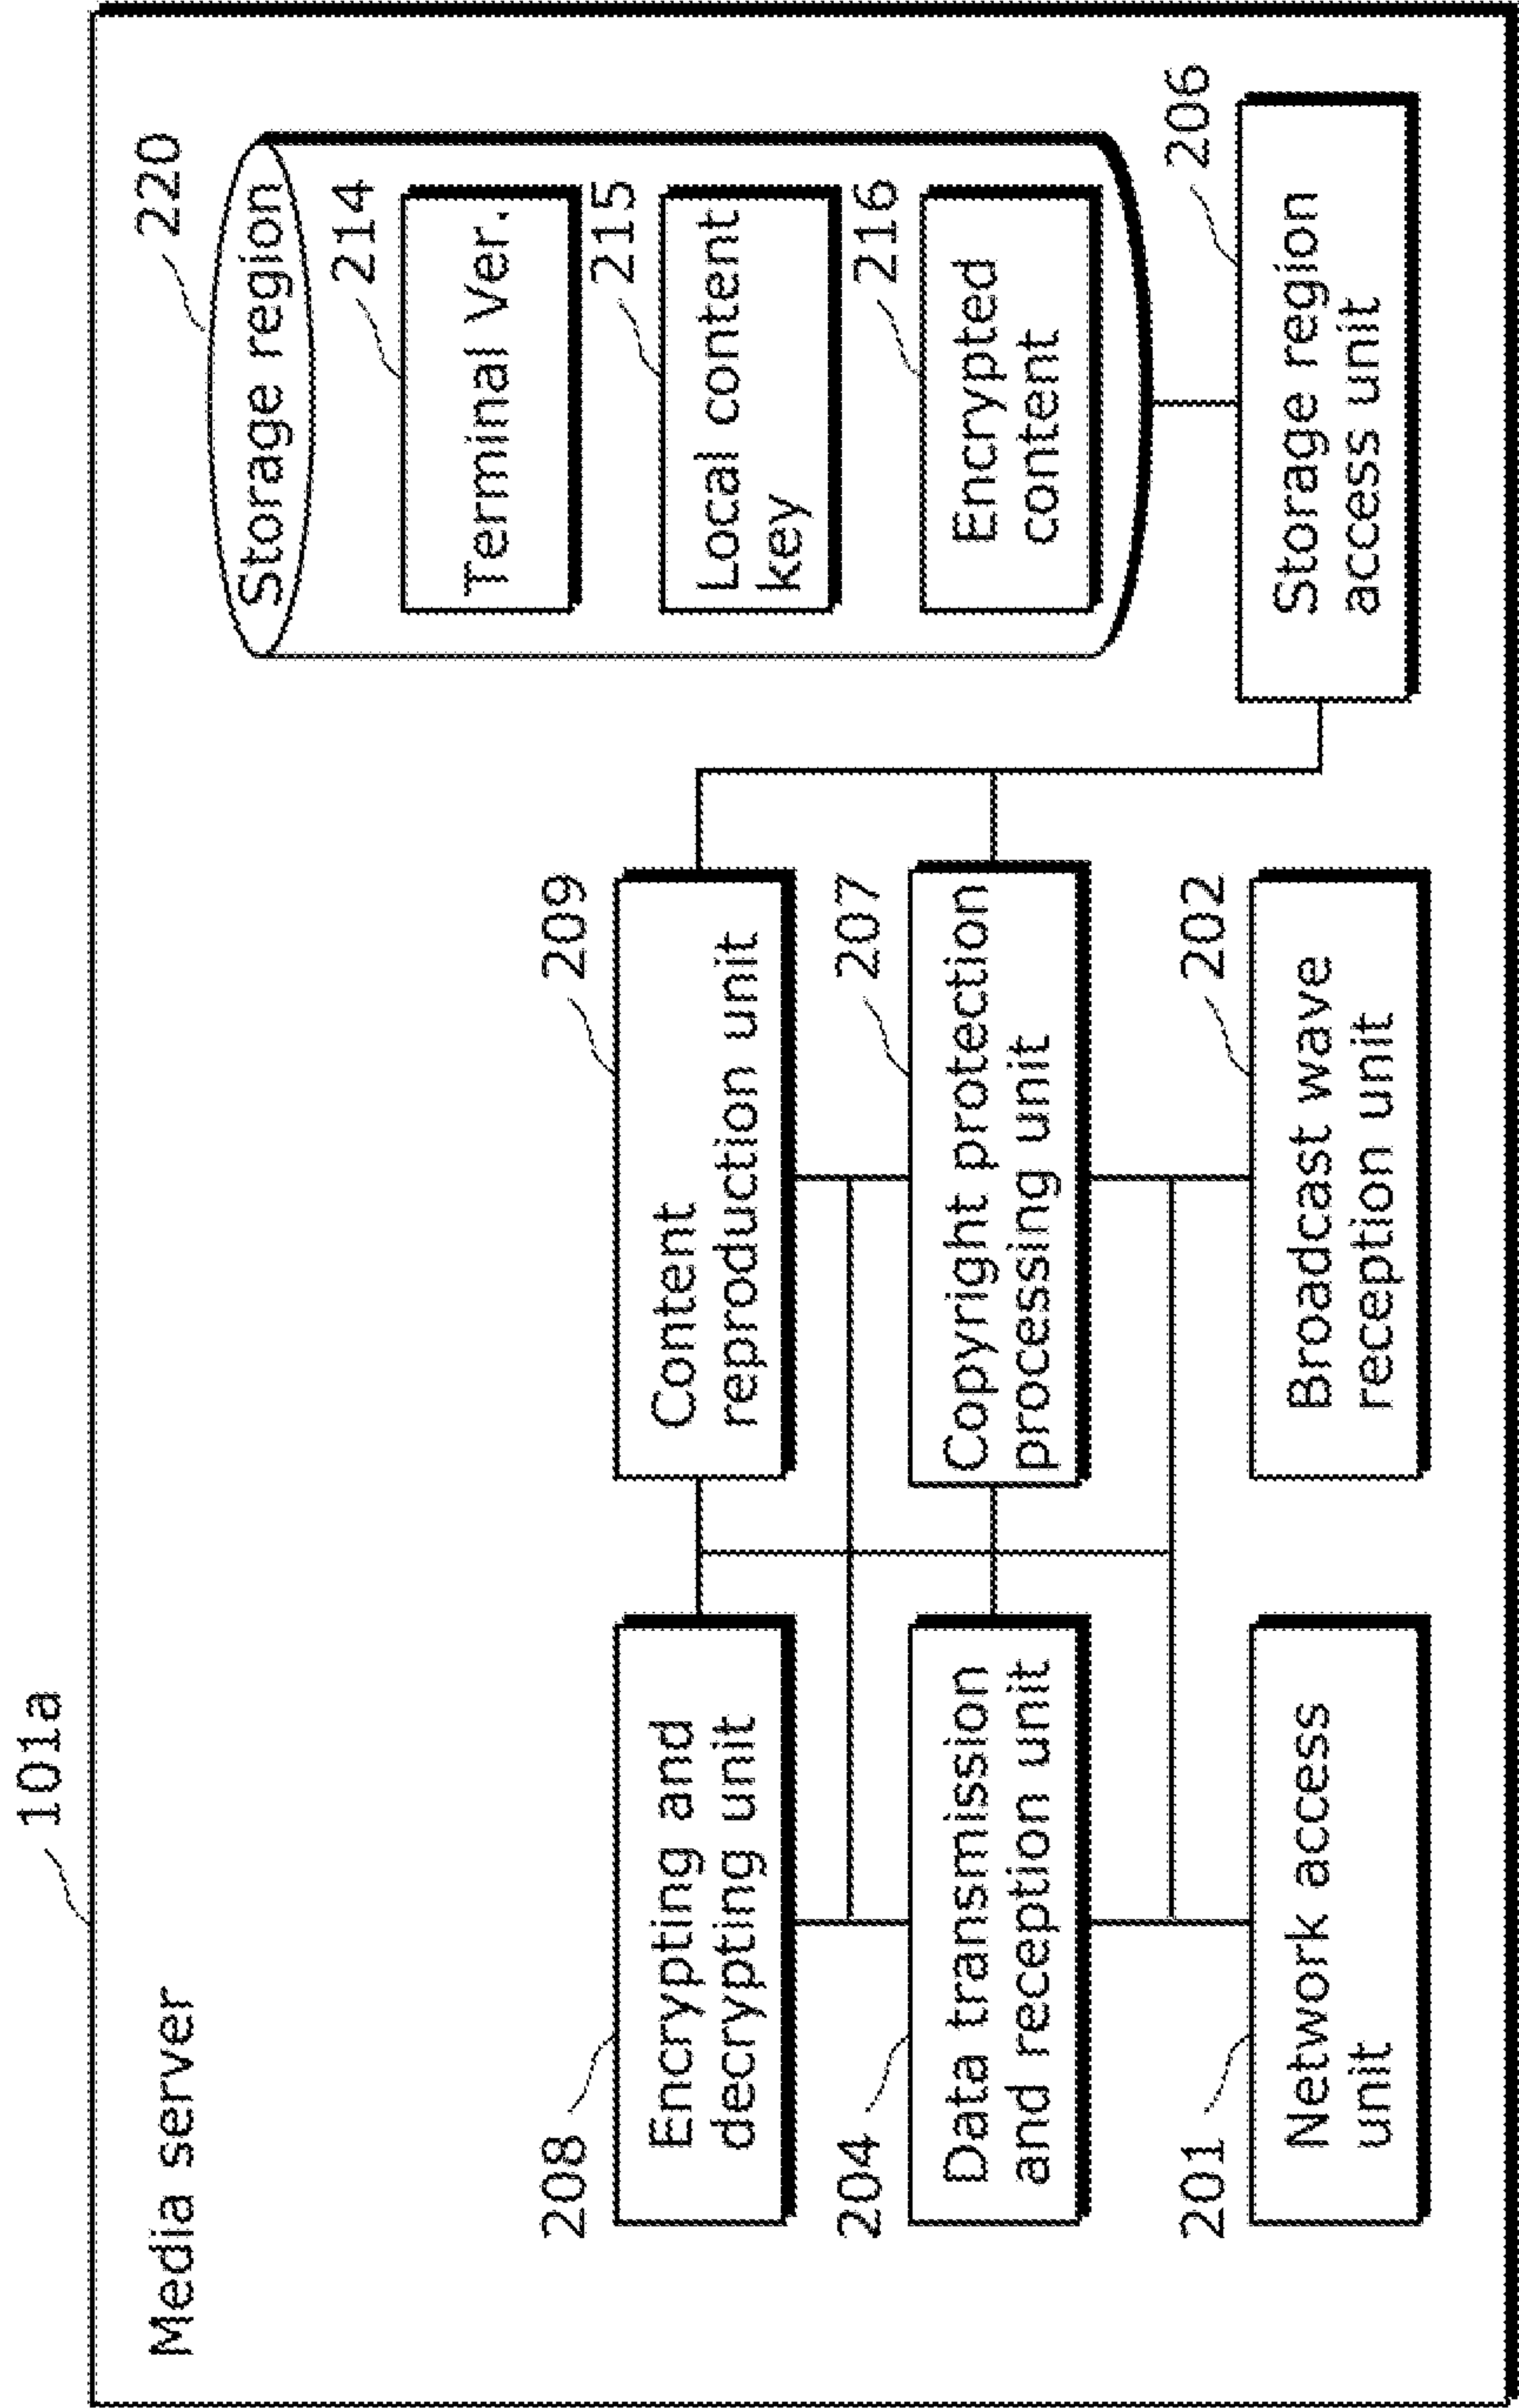 101a
Media server
220
Storage region
214
Terminal Ver.
215
Local content
key
216
Encrypted
content
208
Encrypting and
decrypting unit
209
Content
reproduction unit
204
Data transmission
and reception unit
207
Copyright protection
processing unit
206
Storage region
access unit
201
Network access
unit
202
Broadcast wave
reception unit